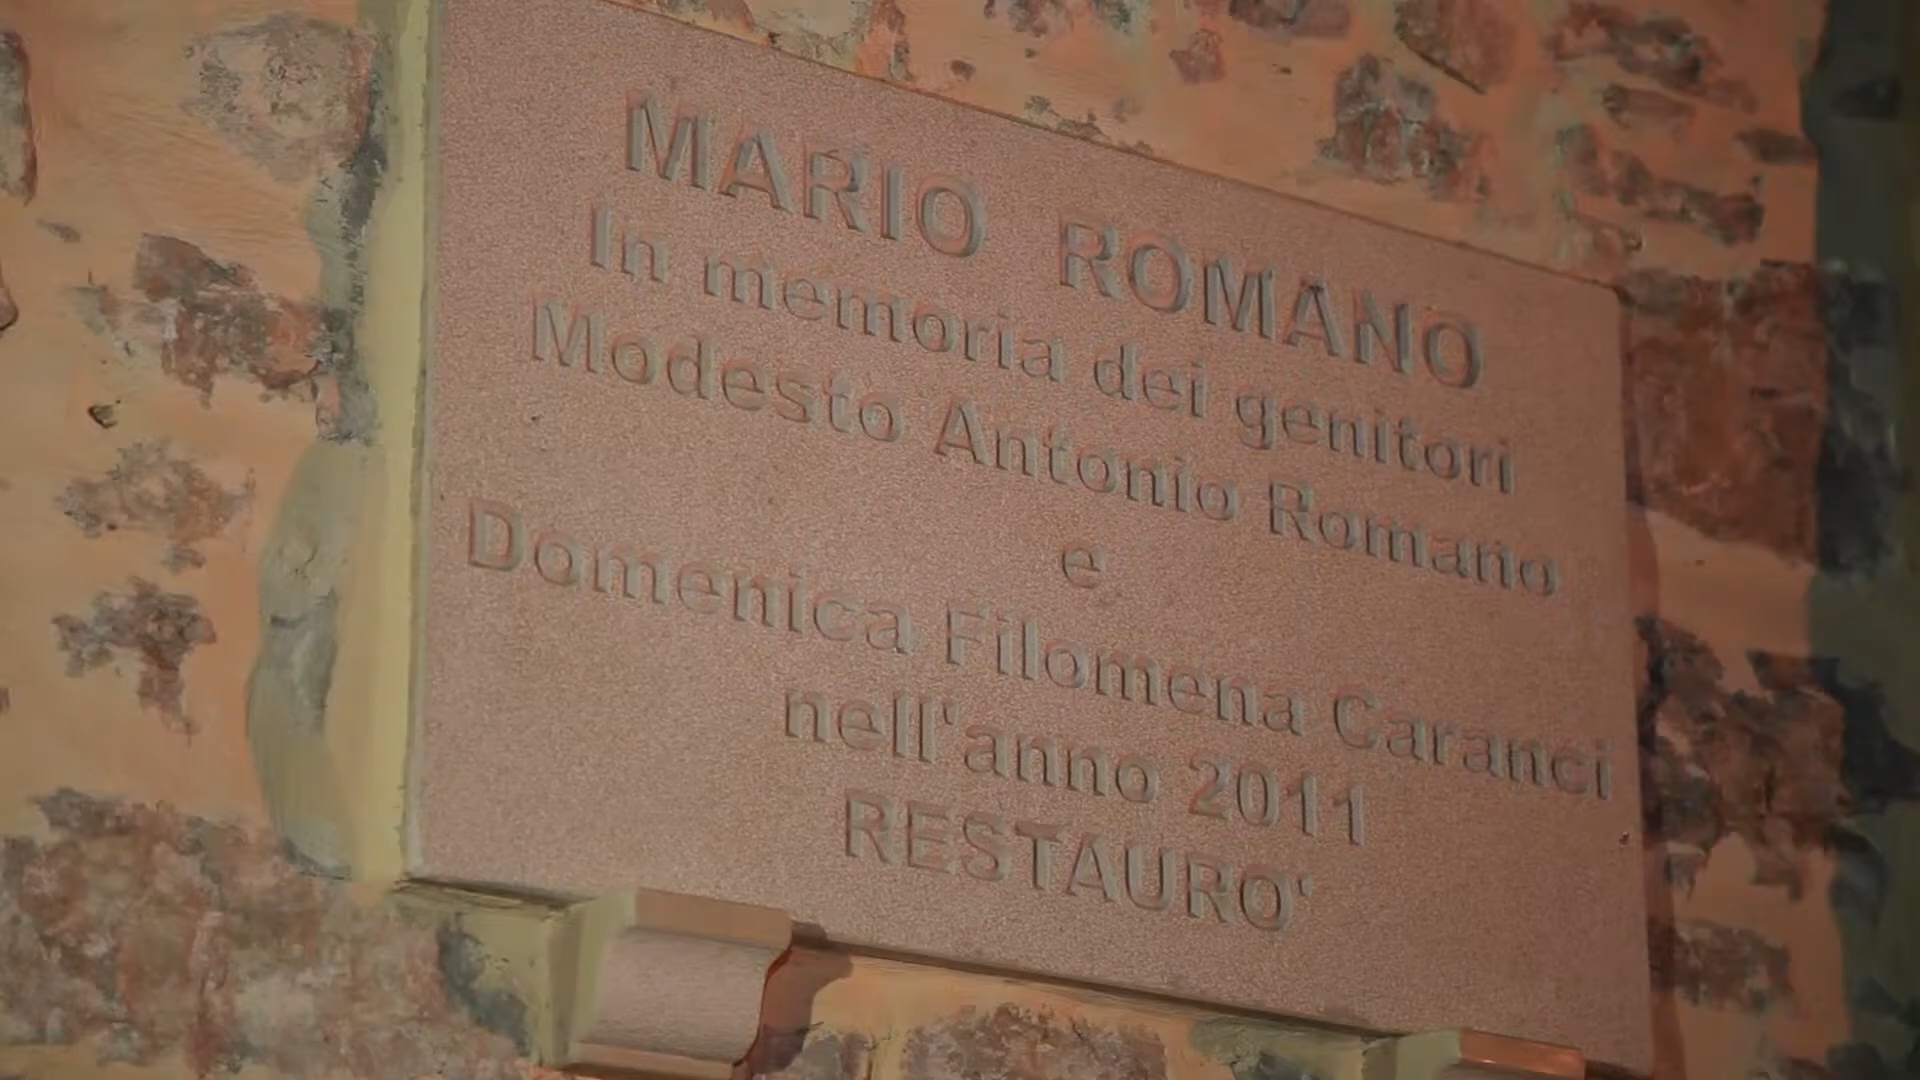 MARIO ROMANO
In memoria dei genitori
Modesto Antonio Romano
e
Domenica Filomena Caranci
nell'anno 2011
RESTAURO'